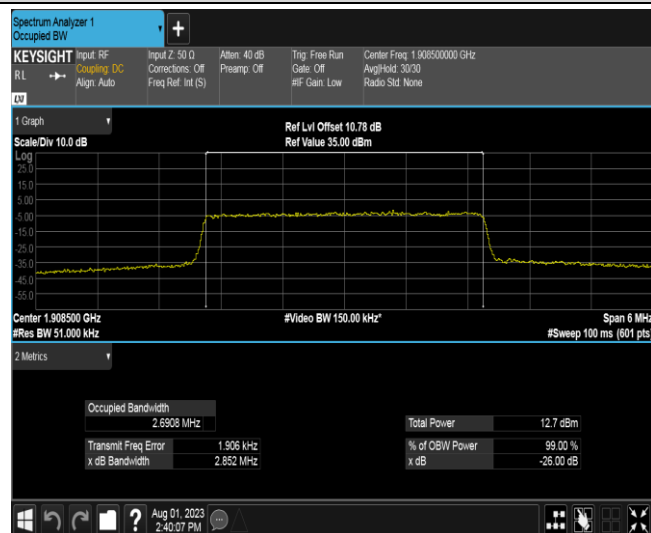 Spectrum Analyzer 1
Occupied BW
+
KEYSIGHT
RL
Input: RF
Coupling: DC
Align: Auto
Input Z: 50 Ω
Corrections: Off
Freq Ref: Int (S)
Atten: 40 dB
Preamp: Off
Trig: Free Run
Gate: Off
#IF Gain: Low
Center Freq: 1.908500000 GHz
Avg|Hold: 30/30
Radio Std: None
LXI
1 Graph
Scale/Div 10.0 dB
Ref Lvl Offset 10.78 dB
Ref Value 35.00 dBm
Log
25.0
15.0
5.00
-5.00
-15.0
-25.0
-35.0
-45.0
-55.0
Center 1.908500 GHz
#Res BW 51.000 kHz
#Video BW 150.00 kHz*
Span 6 MHz
#Sweep 100 ms (601 pts)
2 Metrics
Occupied Bandwidth
2.6908 MHz
Transmit Freq Error 1.906 kHz
x dB Bandwidth 2.852 MHz
Total Power 12.7 dBm
% of OBW Power 99.00 %
x dB -26.00 dB
?
Aug 01, 2023
2:40:07 PM